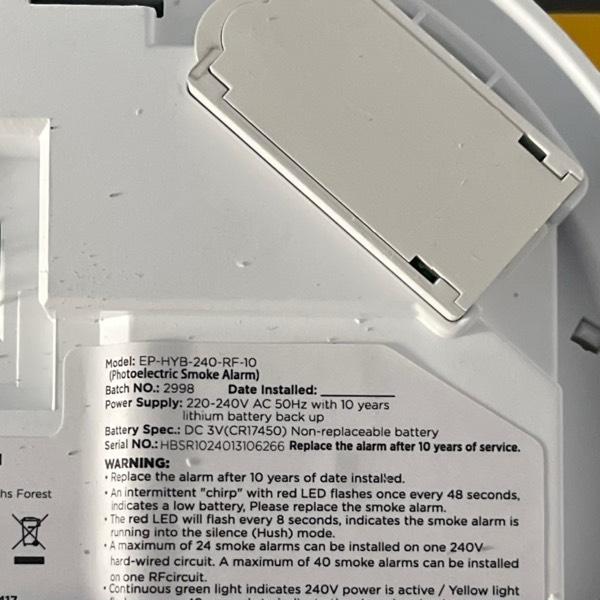 Model: EP-HYB-240-RF-10
(Photoelectric Smoke Alarm)
Batch NO.: 2998 Date Installed:
Power Supply: 220-240V AC 50Hz with 10 years
lithium battery back up
Battery Spec.: DC 3V(CR17450) Non-replaceable battery
Serial NO.: HBSR1024013106266 Replace the alarm after 10 years of service.
WARNING:
• Replace the alarm after 10 years of date installed.
• An intermittent "chirp" with red LED flashes once every 48 seconds,
indicates a low battery, Please replace the smoke alarm.
• The red LED will flash every 8 seconds, indicates the smoke alarm is
running into the silence (Hush) mode.
• A maximum of 24 smoke alarms can be installed on one 240V
hard-wired circuit. A maximum of 40 smoke alarms can be installed
on one RFcircuit.
• Continuous green light indicates 240V power is active / Yellow light
hs Forest